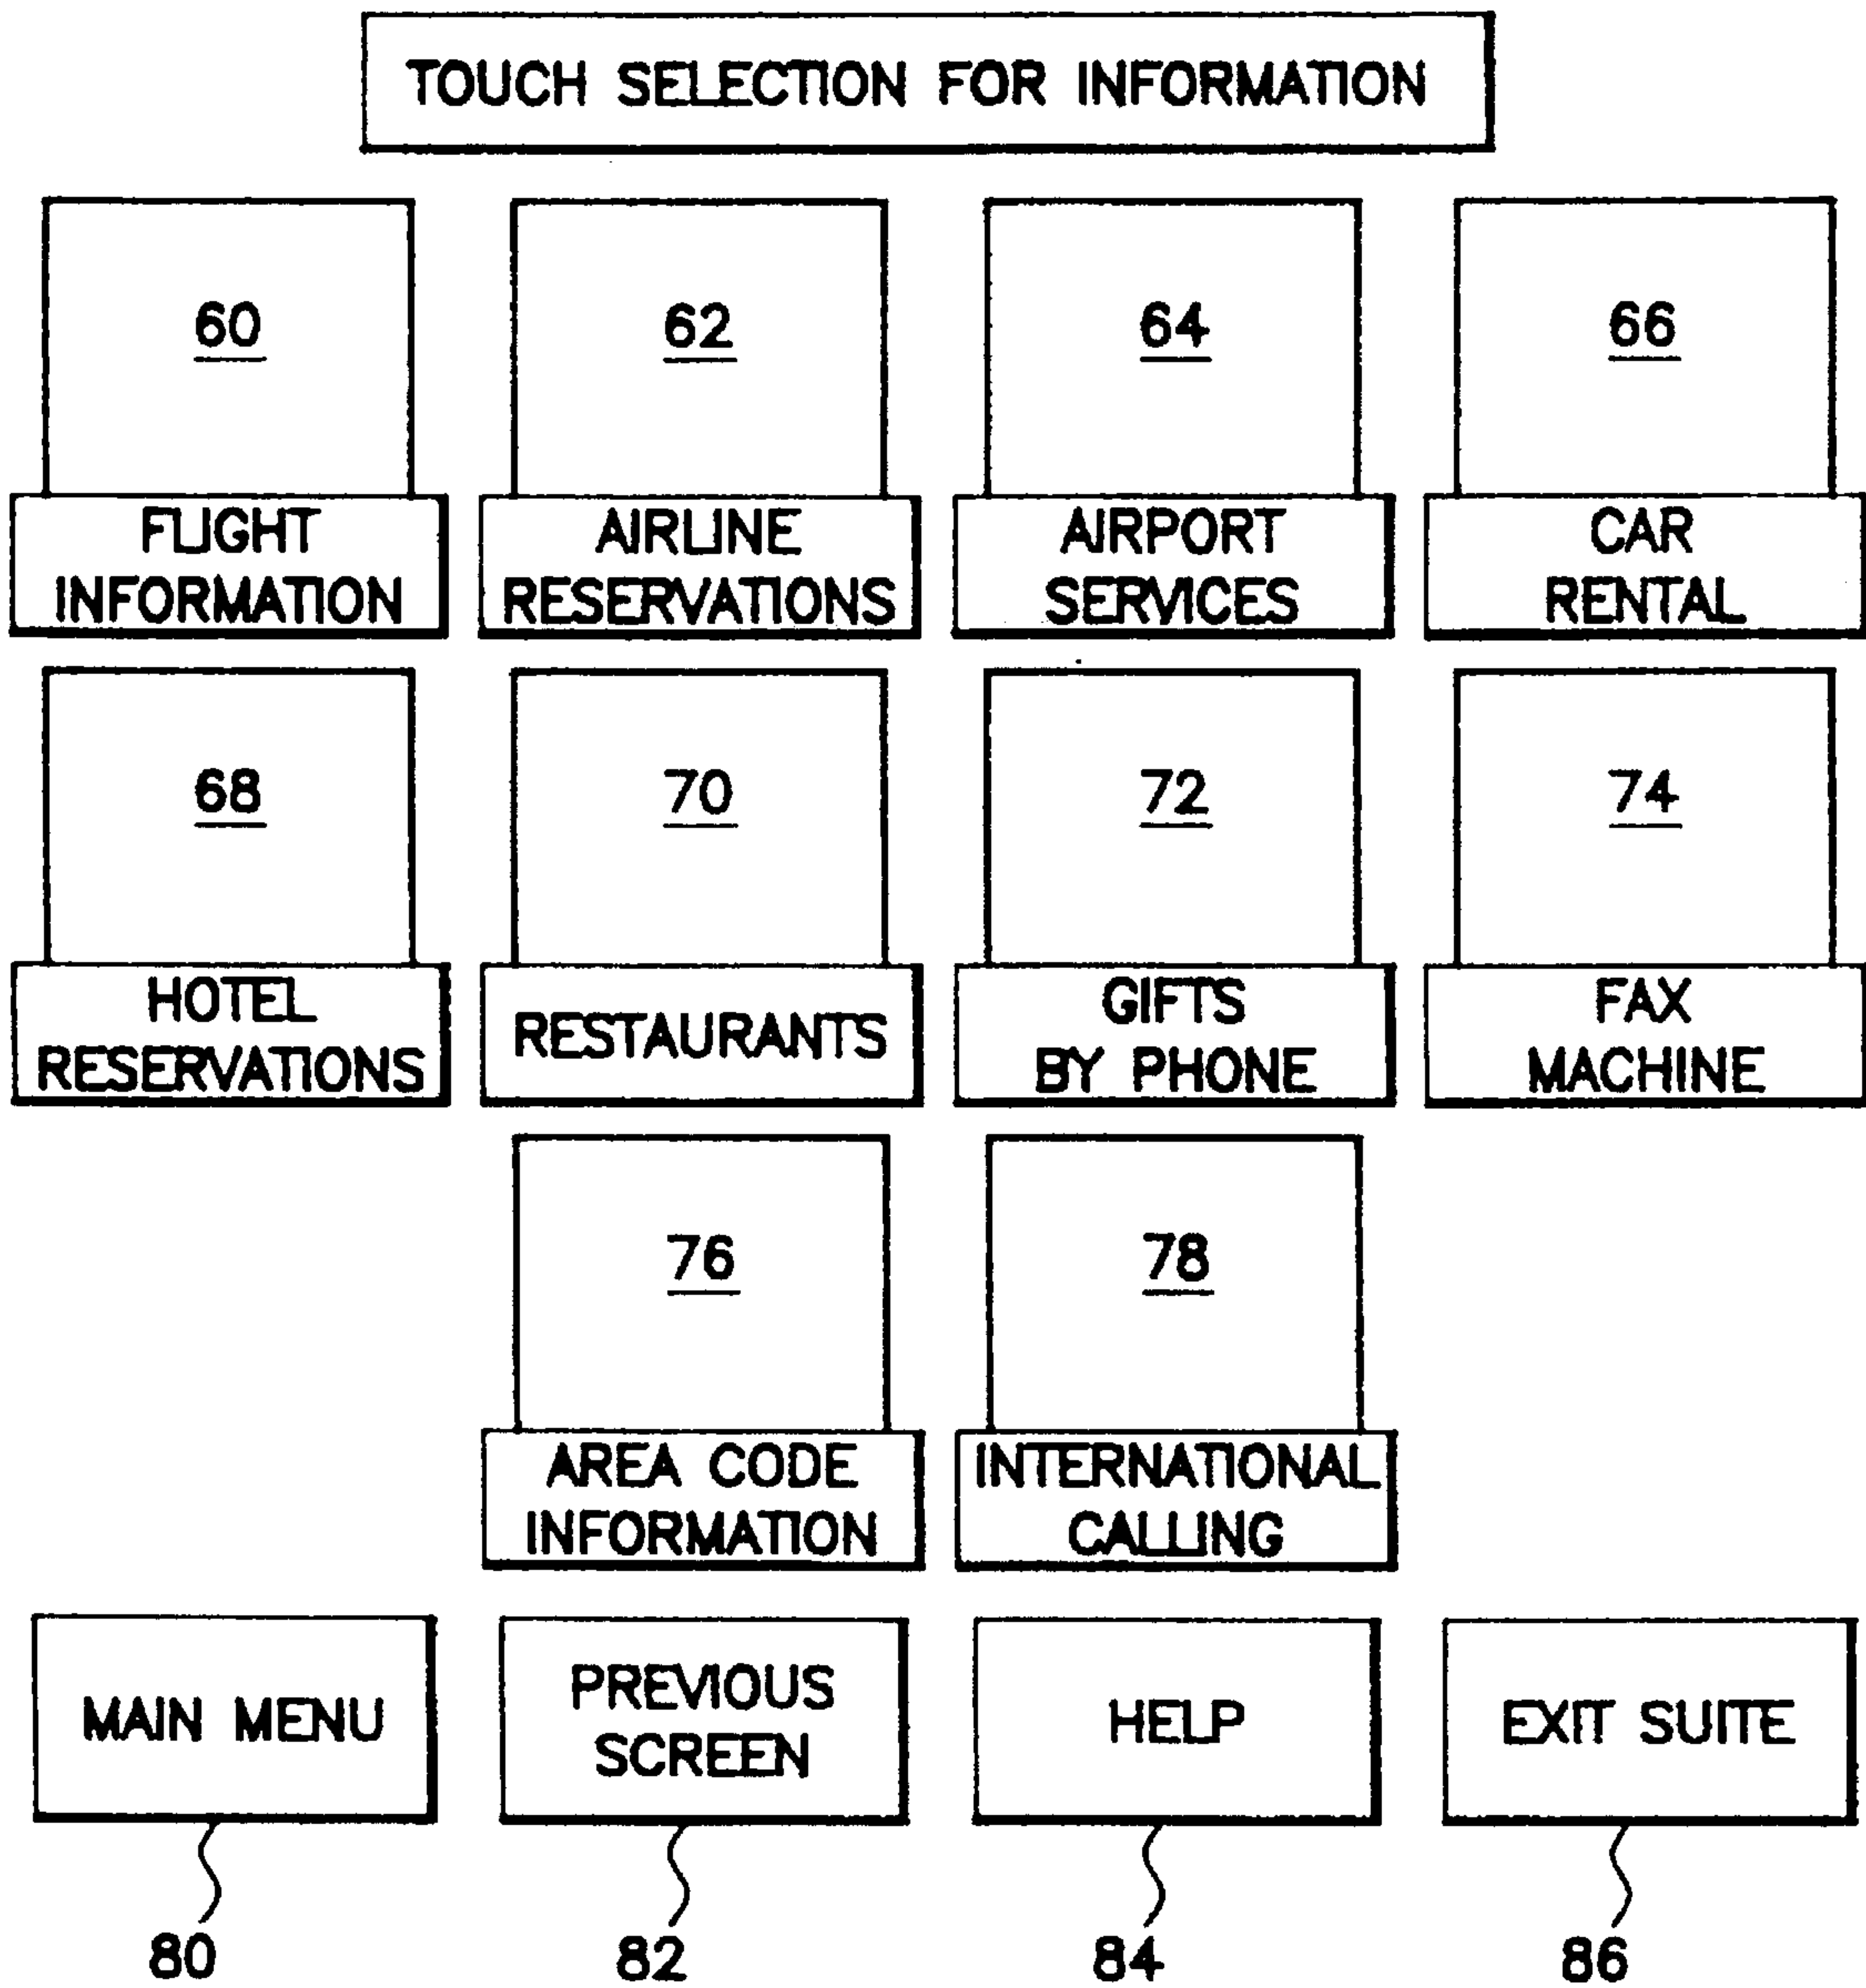 TOUCH SELECTION FOR INFORMATION
60
62
64
66
FLIGHT
INFORMATION
AIRLINE
RESERVATIONS
AIRPORT
SERVICES
CAR
RENTAL
68
70
72
74
HOTEL
RESERVATIONS
RESTAURANTS
GIFTS
BY PHONE
FAX
MACHINE
76
78
AREA CODE
INFORMATION
INTERNATIONAL
CALLING
MAIN MENU
PREVIOUS
SCREEN
HELP
EXIT SUITE
80
82
84
86